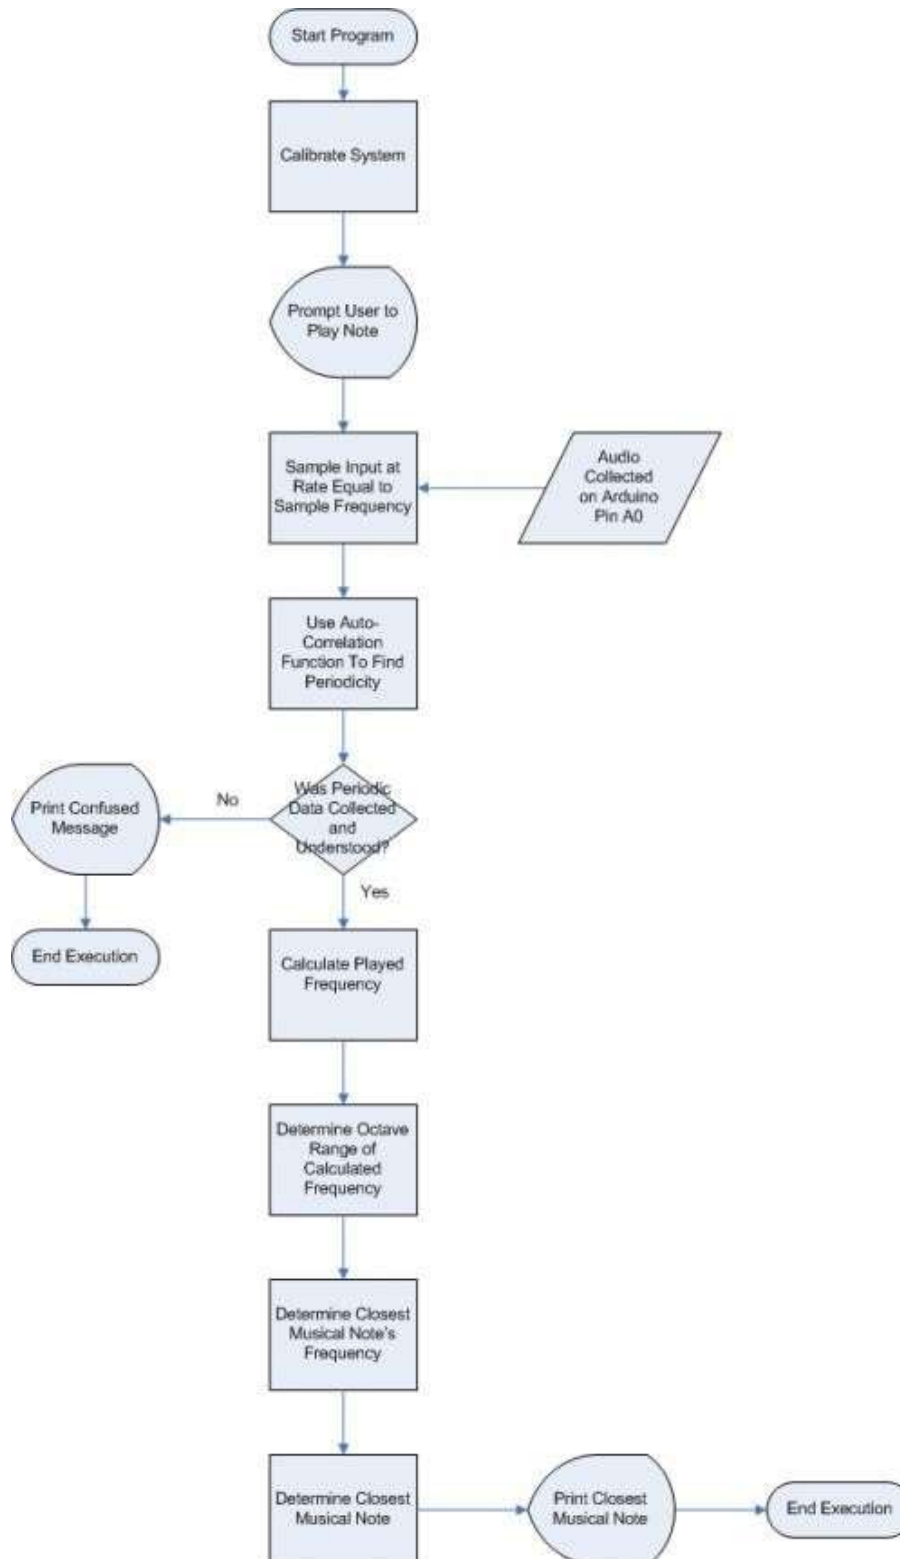 Start Program
Calibrate System
Prompt User to
Play Note
Sample Input at
Rate Equal to
Sample Frequency
Audio
Collected
on Arduino
Pin A0
Use Auto-
Correlation
Function To Find
Periodicity
Was Periodic
Data Collected
and
Understood?
No
Print Confused
Message
End Execution
Yes
Calculate Played
Frequency
Determine Octave
Range of
Calculated
Frequency
Determine Closest
Musical Note's
Frequency
Determine Closest
Musical Note
Print Closest
Musical Note
End Execution